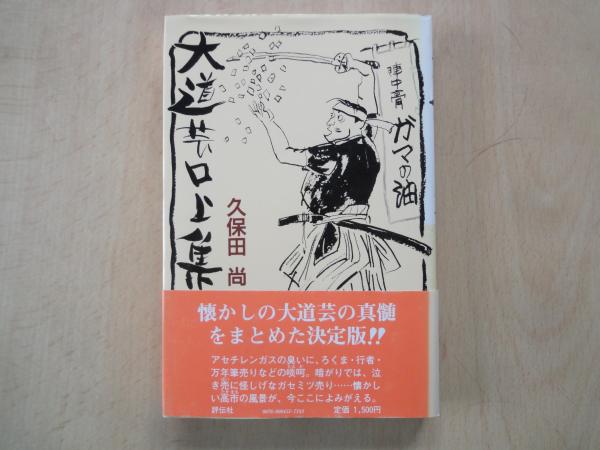 大道芸口上集
陣中膏
ガマの油
久保田 尚
懐かしの大道芸の真髄
をまとめた決定版!!
アセチレンガスの臭いに、ろくま・行者・
万年筆売りなどの啖呵。暗がりでは、泣
き売に怪しげなガセミツ売り……懐かし
い高市の風景が、今ここによみがえる。
評伝社
定価 1,500円